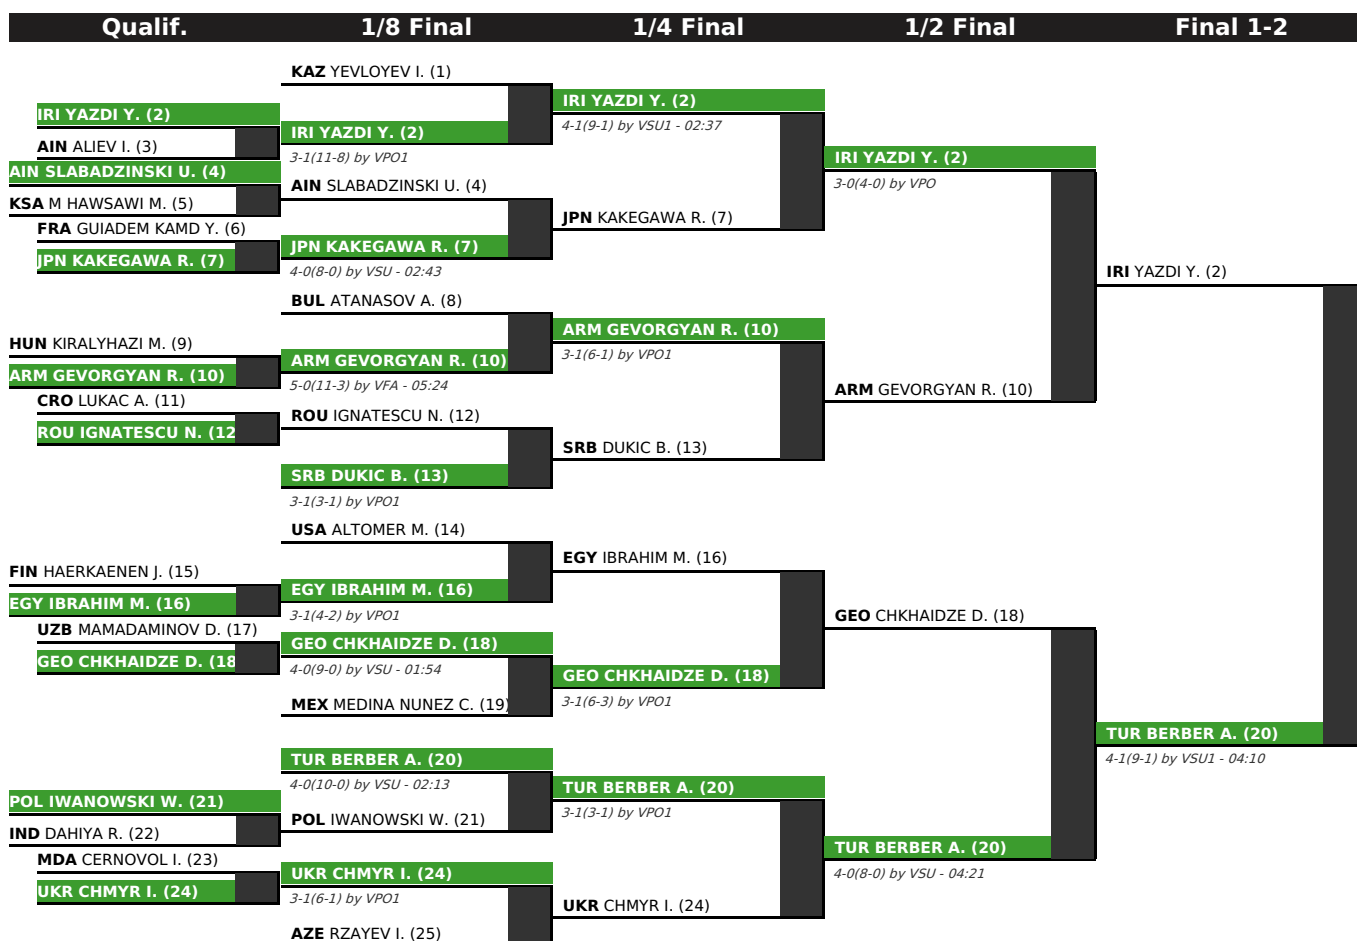 Qualif.
1/8 Final
1/4 Final
1/2 Final
Final 1-2
KAZ YEVLOYEV I. (1)
IRI YAZDI Y. (2)
IRI YAZDI Y. (2)
4-1(9-1) by VSU1 - 02:37
IRI YAZDI Y. (2)
AIN ALIEV I. (3)
3-1(11-8) by VPO1
IRI YAZDI Y. (2)
AIN SLABADZINSKI U. (4)
AIN SLABADZINSKI U. (4)
3-0(4-0) by VPO
KSA M HAWSAWI M. (5)
JPN KAKEGAWA R. (7)
FRA GUIADEM KAMD Y. (6)
JPN KAKEGAWA R. (7)
JPN KAKEGAWA R. (7)
4-0(8-0) by VSU - 02:43
IRI YAZDI Y. (2)
BUL ATANASOV A. (8)
ARM GEVORGYAN R. (10)
HUN KIRALYHAZI M. (9)
ARM GEVORGYAN R. (10)
3-1(6-1) by VPO1
ARM GEVORGYAN R. (10)
5-0(11-3) by VFA - 05:24
ARM GEVORGYAN R. (10)
CRO LUKAC A. (11)
ROU IGNATESCU N. (12)
ROU IGNATESCU N. (12
SRB DUKIC B. (13)
SRB DUKIC B. (13)
3-1(3-1) by VPO1
USA ALTOMER M. (14)
EGY IBRAHIM M. (16)
FIN HAERKAENEN J. (15)
EGY IBRAHIM M. (16)
EGY IBRAHIM M. (16)
3-1(4-2) by VPO1
GEO CHKHAIDZE D. (18)
UZB MAMADAMINOV D. (17)
GEO CHKHAIDZE D. (18)
GEO CHKHAIDZE D. (18
4-0(9-0) by VSU - 01:54
GEO CHKHAIDZE D. (18)
MEX MEDINA NUNEZ C. (19)
3-1(6-3) by VPO1
TUR BERBER A. (20)
4-1(9-1) by VSU1 - 04:10
TUR BERBER A. (20)
4-0(10-0) by VSU - 02:13
TUR BERBER A. (20)
POL IWANOWSKI W. (21)
3-1(3-1) by VPO1
POL IWANOWSKI W. (21)
IND DAHIYA R. (22)
TUR BERBER A. (20)
MDA CERNOVOL I. (23)
4-0(8-0) by VSU - 04:21
UKR CHMYR I. (24)
UKR CHMYR I. (24)
3-1(6-1) by VPO1
UKR CHMYR I. (24)
AZE RZAYEV I. (25)